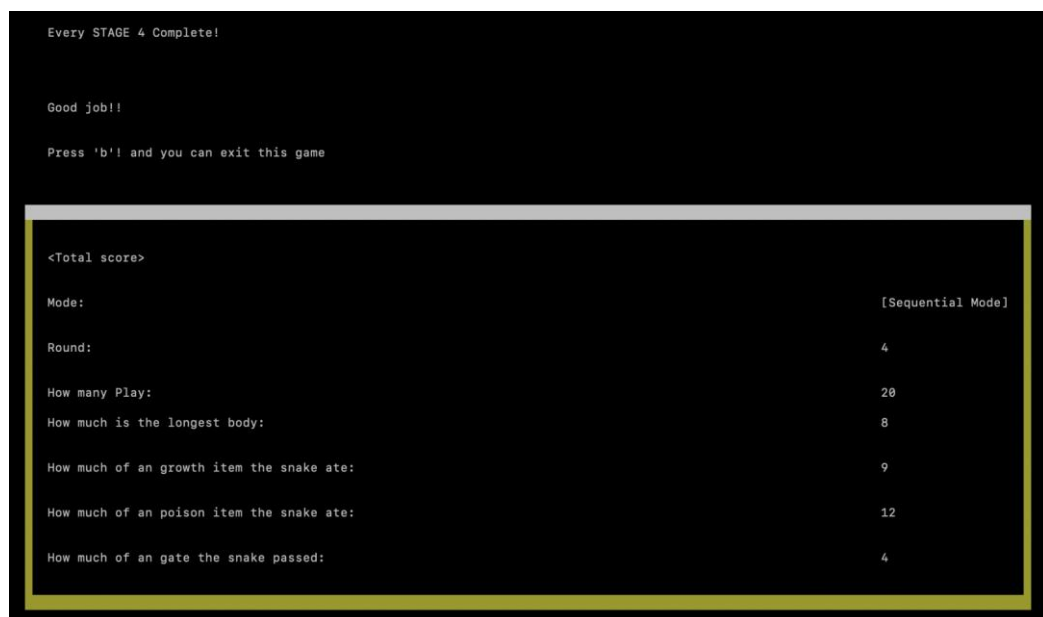 Every STAGE 4 Complete!
Good job!!
Press 'b'! and you can exit this game
<Total score>
Mode: [Sequential Mode]
Round: 4
How many Play: 20
How much is the longest body: 8
How much of an growth item the snake ate: 9
How much of an poison item the snake ate: 12
How much of an gate the snake passed: 4